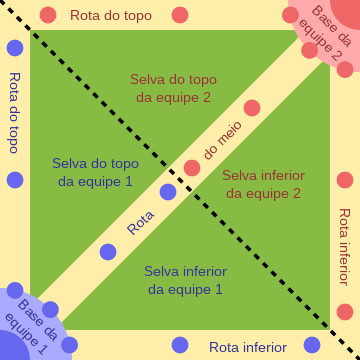 Rota do topo
Base da
equipe 2
Rota do topo
Selva do topo
da equipe 2
do meio
Selva do topo
da equipe 1
Selva inferior
da equipe 2
Rota
Rota inferior
Selva inferior
da equipe 1
Base da
equipe 1
Rota inferior